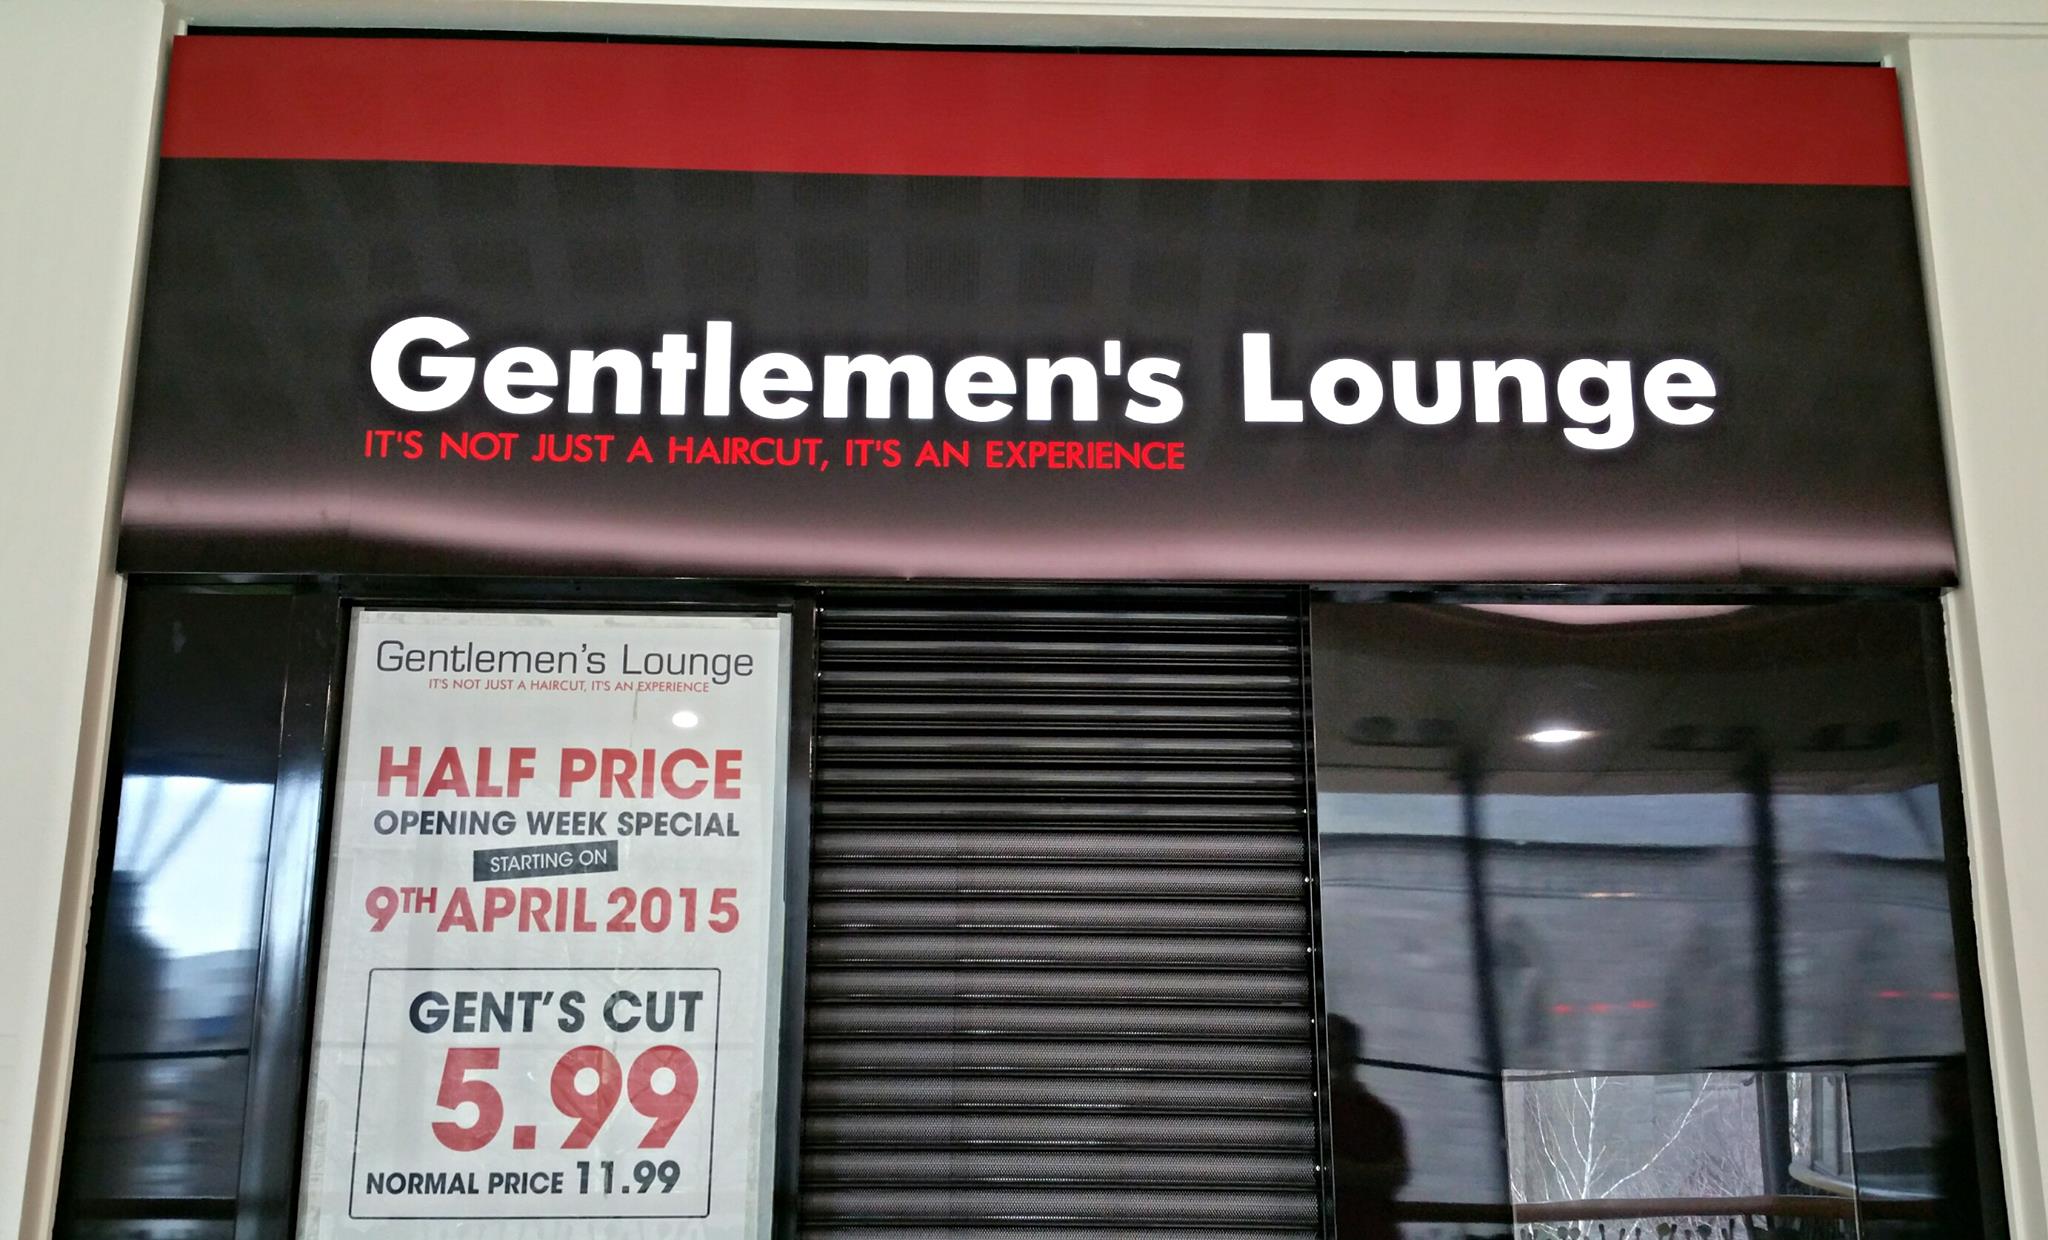 Gentlemen's Lounge
IT'S NOT JUST A HAIRCUT, IT'S AN EXPERIENCE
Gentlemen's Lounge
IT'S NOT JUST A HAIRCUT, IT'S AN EXPERIENCE
HALF PRICE
OPENING WEEK SPECIAL
STARTING ON
9TH APRIL 2015
GENT'S CUT
5.99
NORMAL PRICE 11.99